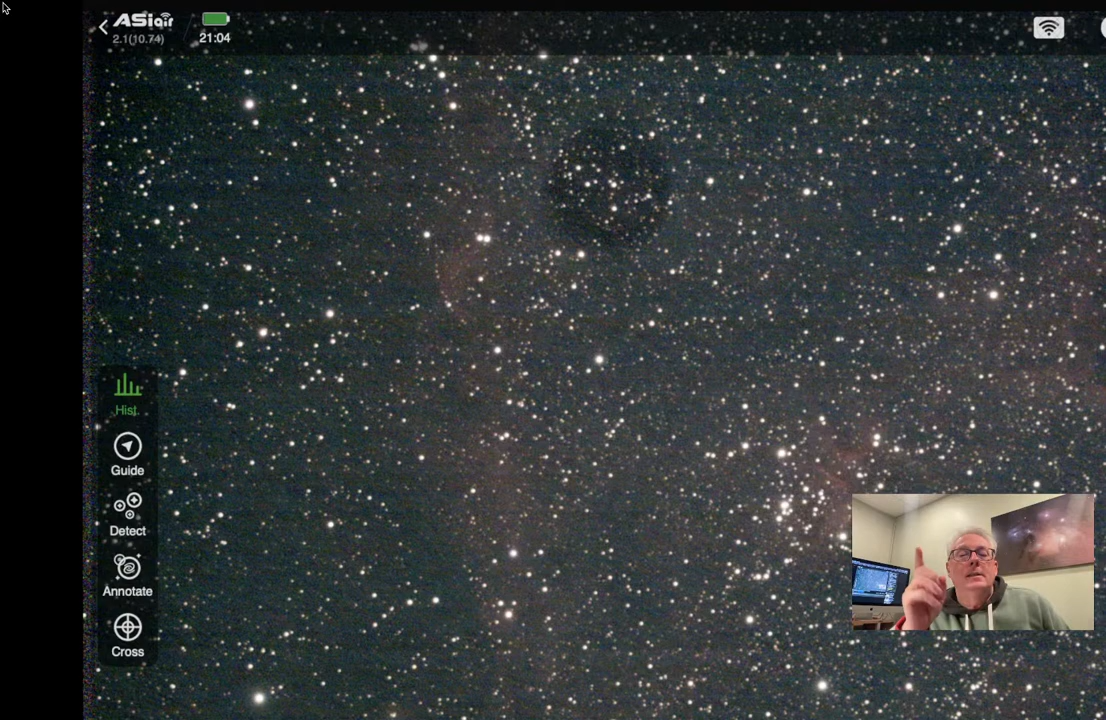 ASiair
2.1(10.74)
21:04
Hist.
Guide
Detect
Annotate
Cross